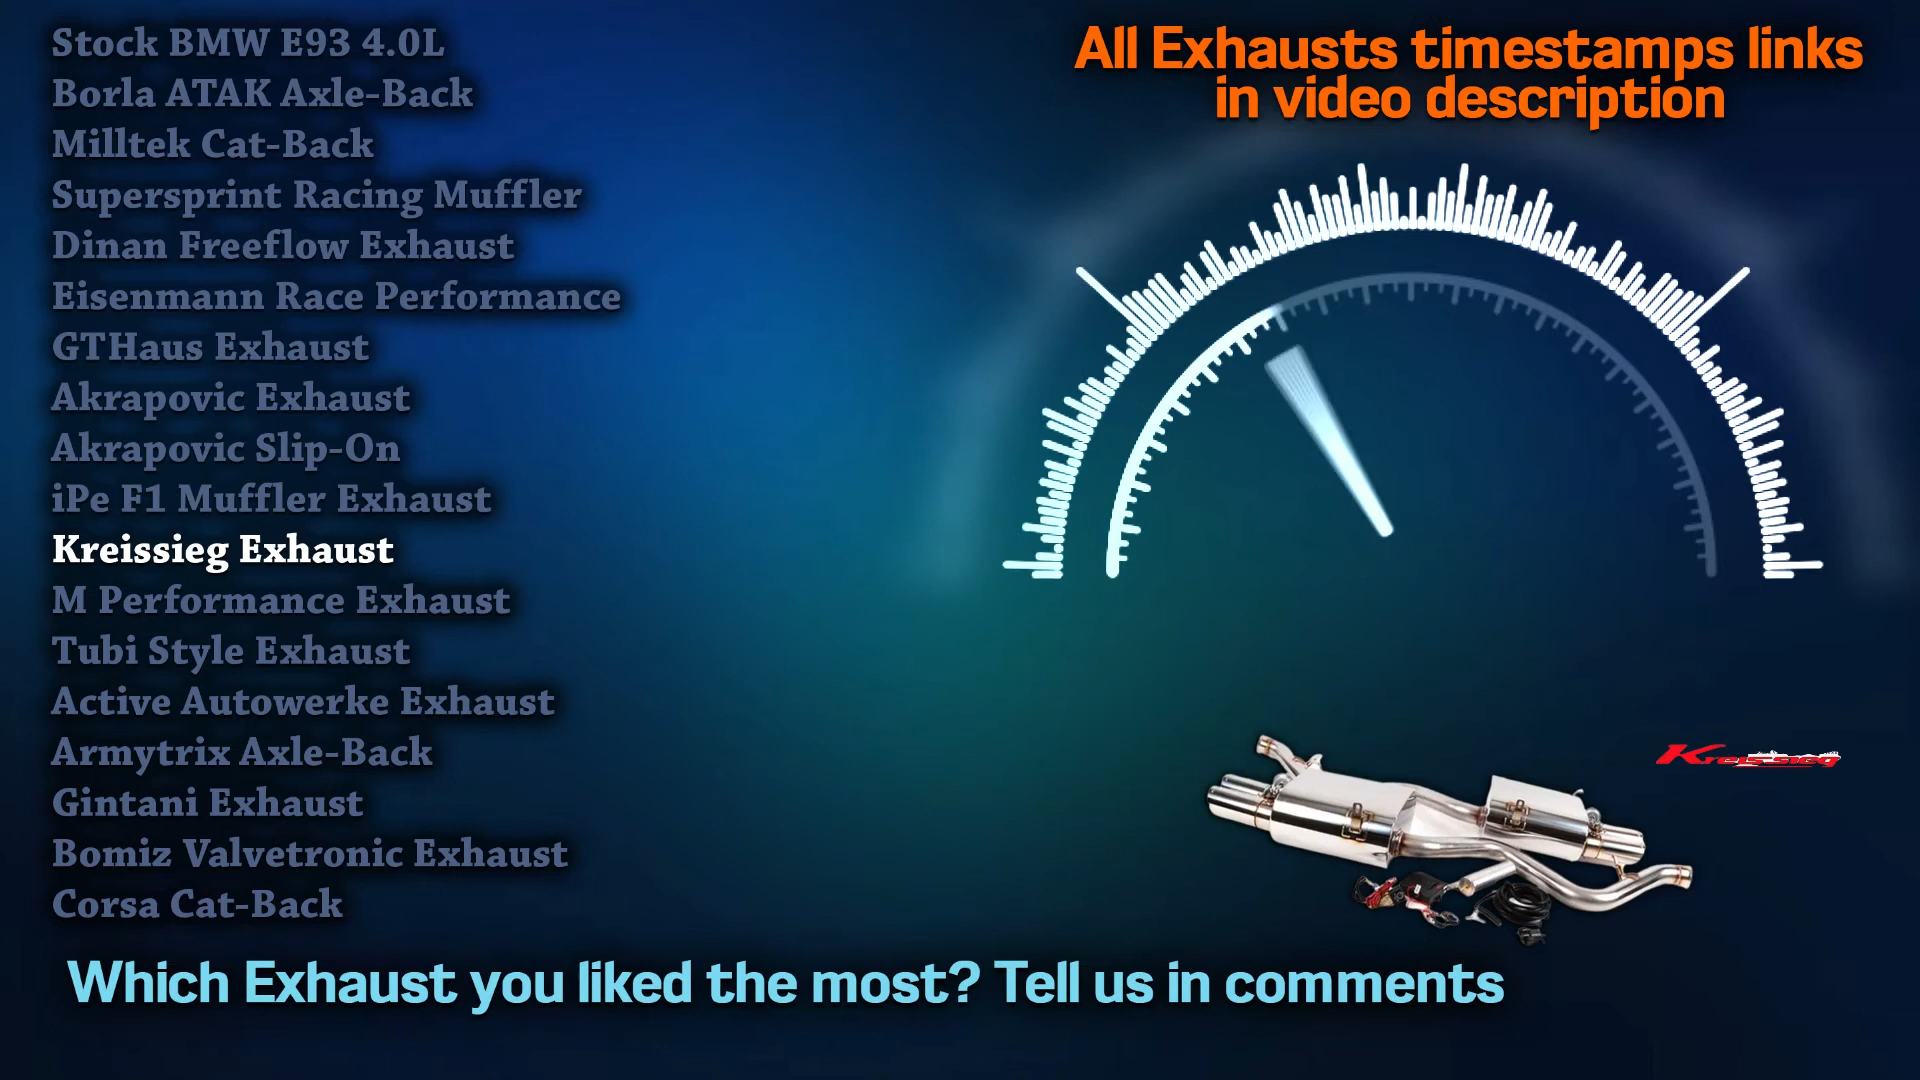 Stock BMW E93 4.0L
Borla ATAK Axle-Back
Milltek Cat-Back
Supersprint Racing Muffler
Dinan Freeflow Exhaust
Eisenmann Race Performance
GTHaus Exhaust
Akrapovic Exhaust
Akrapovic Slip-On
iPe F1 Muffler Exhaust
Kreissieg Exhaust
M Performance Exhaust
Tubi Style Exhaust
Active Autowerke Exhaust
Armytrix Axle-Back
Gintani Exhaust
Bomiz Valvetronic Exhaust
Corsa Cat-Back
All Exhausts timestamps links
in video description
Kreissieg
Which Exhaust you liked the most? Tell us in comments